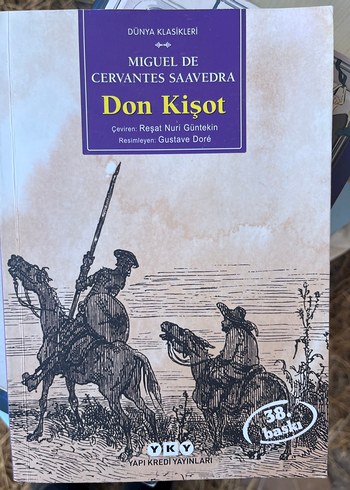 DÜNYA KLASİKLERİ
MIGUEL DE
CERVANTES SAAVEDRA
Don Kişot
Çeviren: Reşat Nuri Güntekin
Resimleyen: Gustave Doré
38.
baskı
YKY
YAPI KREDİ YAYINLARI